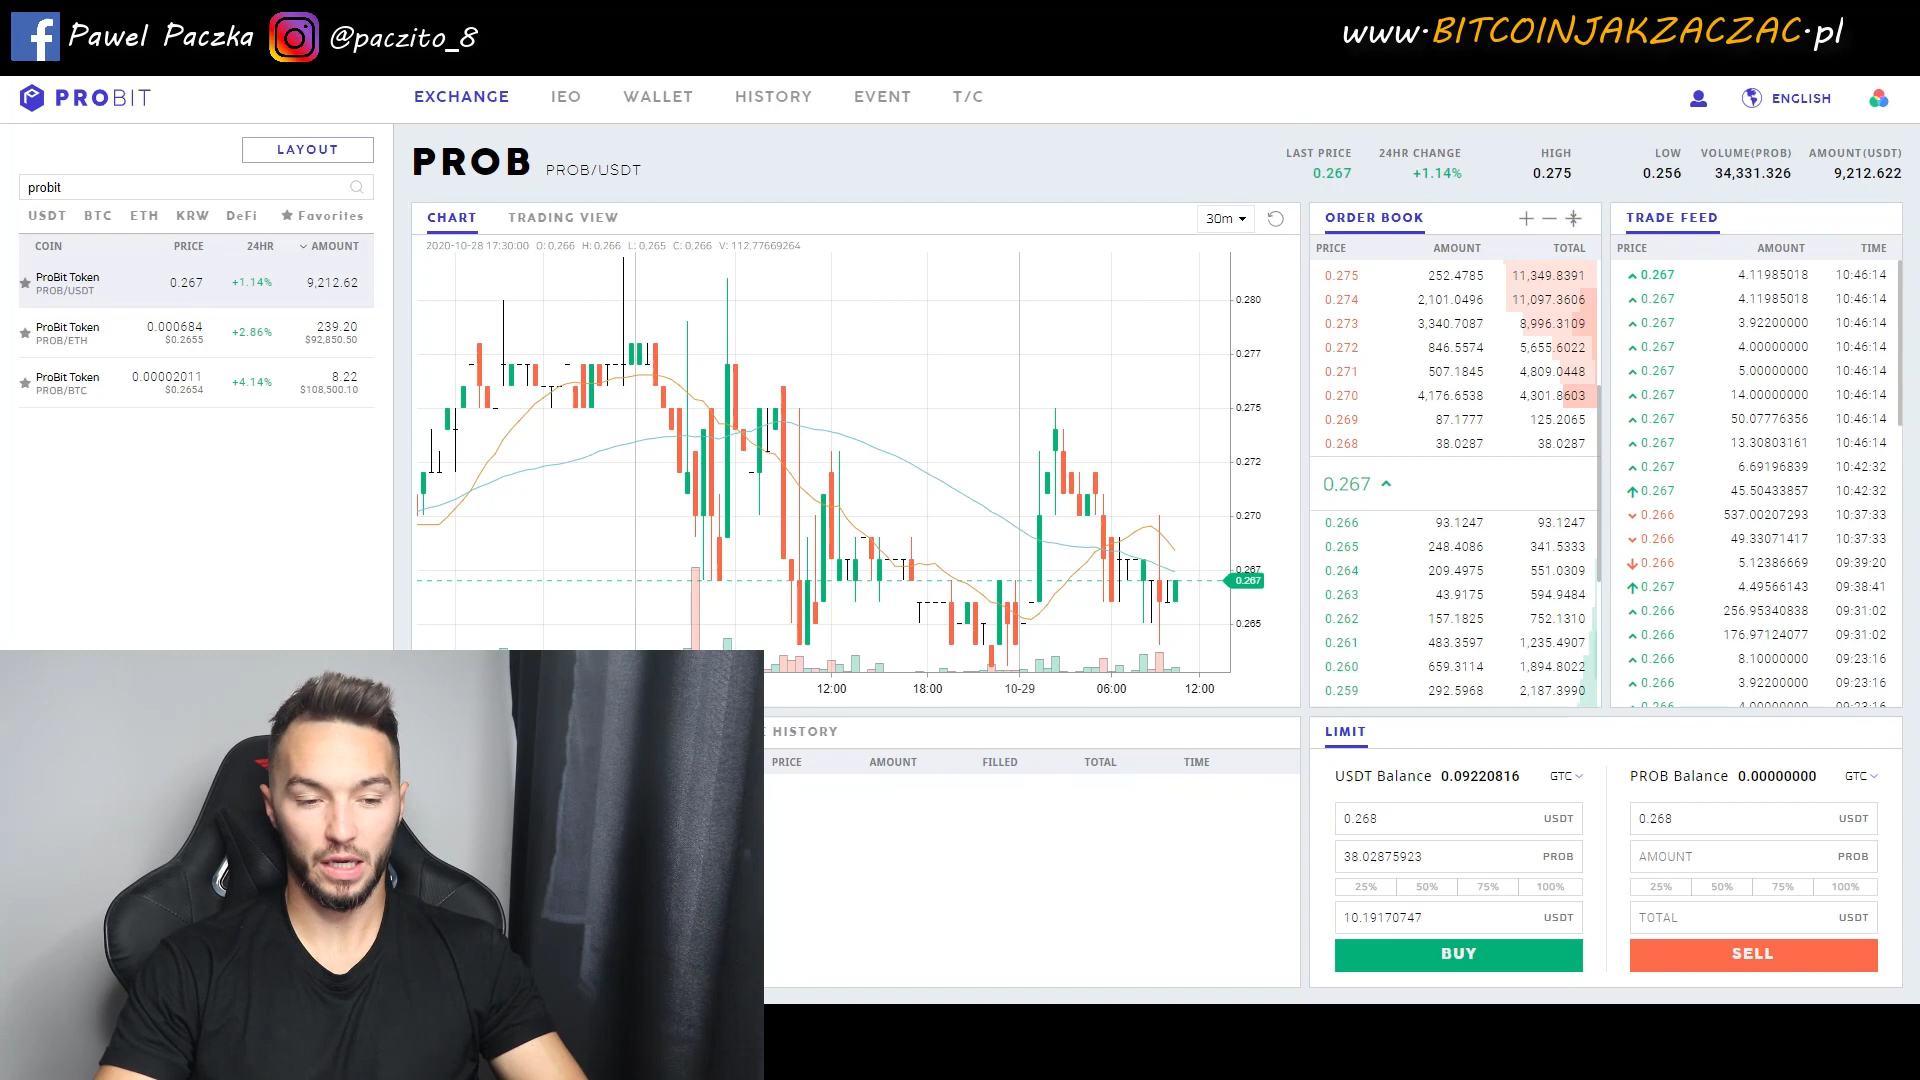 Pawel Paczka @paczito_8
www.BITCOINJAKZACZAC.pl
PROBIT
EXCHANGE IEO WALLET HISTORY EVENT T/C
ENGLISH
LAYOUT
probit
USDT BTC ETH KRW DeFi Favorites
COIN PRICE 24HR AMOUNT
ProBit Token 0.267 +1.14% 9,212.62
PROB/USDT
ProBit Token 0.000684 +2.86% 239.20
PROB/ETH $0.2655 $92,850.50
ProBit Token 0.00002011 +4.14% 8.22
PROB/BTC $0.2654 $108,500.10
PROB PROB/USDT
LAST PRICE 24HR CHANGE HIGH LOW VOLUME(PROB) AMOUNT(USDT)
0.267 +1.14% 0.275 0.256 34,331.326 9,212.622
CHART TRADING VIEW 30m
2020-10-28 17:30:00 O: 0,266 H: 0,266 L: 0,265 C: 0,266 V: 112,77669264
0.280
0.277
0.275
0.272
0.270
0.267
0.267
0.265
12:00 18:00 10-29 06:00 12:00
ORDER BOOK
PRICE AMOUNT TOTAL
0.275 252.4785 11,349.8391
0.274 2,101.0496 11,097.3606
0.273 3,340.7087 8,996.3109
0.272 846.5574 5,655.6022
0.271 507.1845 4,809.0448
0.270 4,176.6538 4,301.8603
0.269 87.1777 125.2065
0.268 38.0287 38.0287
0.267
0.266 93.1247 93.1247
0.265 248.4086 341.5333
0.264 209.4975 551.0309
0.263 43.9175 594.9484
0.262 157.1825 752.1310
0.261 483.3597 1,235.4907
0.260 659.3114 1,894.8022
0.259 292.5968 2,187.3990
TRADE FEED
PRICE AMOUNT TIME
0.267 4.11985018 10:46:14
0.267 4.11985018 10:46:14
0.267 3.92200000 10:46:14
0.267 4.00000000 10:46:14
0.267 5.00000000 10:46:14
0.267 14.00000000 10:46:14
0.267 50.07776356 10:46:14
0.267 13.30803161 10:46:14
0.267 6.69196839 10:42:32
0.267 45.50433857 10:42:32
0.266 537.00207293 10:37:33
0.266 49.33071417 10:37:33
0.266 5.12386669 09:39:20
0.267 4.49566143 09:38:41
0.266 256.95340838 09:31:02
0.266 176.97124077 09:31:02
0.266 8.10000000 09:23:16
0.266 3.92200000 09:23:16
0.266 4.00000000 09:23:16
HISTORY
PRICE AMOUNT FILLED TOTAL TIME
LIMIT
USDT Balance 0.09220816 GTC
0.268 USDT
38.02875923 PROB
25% 50% 75% 100%
10.19170747 USDT
BUY
PROB Balance 0.00000000 GTC
0.268 USDT
AMOUNT PROB
25% 50% 75% 100%
TOTAL USDT
SELL